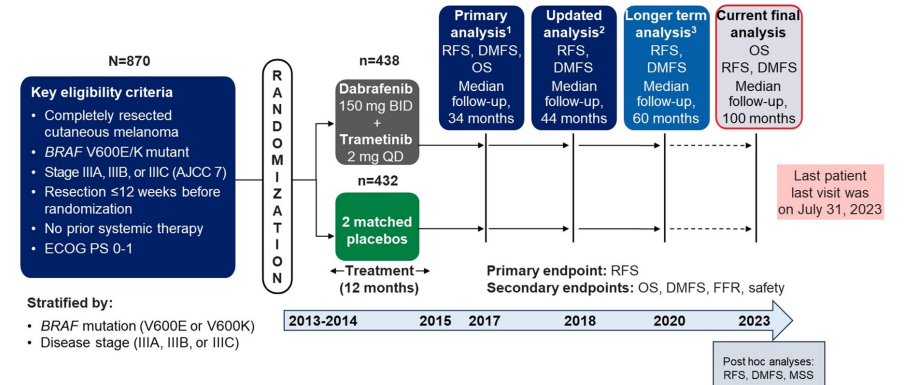 N=870
Key eligibility criteria
• Completely resected
cutaneous melanoma
• BRAF V600E/K mutant
• Stage IIIA, IIIB, or IIIC (AJCC 7)
• Resection ≤12 weeks before
randomization
• No prior systemic therapy
• ECOG PS 0-1
Stratified by:
• BRAF mutation (V600E or V600K)
• Disease stage (IIIA, IIIB, or IIIC)
RANDOMIZATION
n=438
Dabrafenib
150 mg BID
+
Trametinib
2 mg QD
n=432
2 matched
placebos
Treatment
(12 months)
Primary
analysis¹
RFS, DMFS,
OS
Median
follow-up,
34 months
Updated
analysis²
RFS,
DMFS
Median
follow-up,
44 months
Longer term
analysis³
RFS,
DMFS
Median
follow-up,
60 months
Current final
analysis
OS
RFS, DMFS
Median
follow-up,
100 months
Last patient
last visit was
on July 31, 2023
Primary endpoint: RFS
Secondary endpoints: OS, DMFS, FFR, safety
2013-2014 2015 2017 2018 2020 2023
Post hoc analyses:
RFS, DMFS, MSS